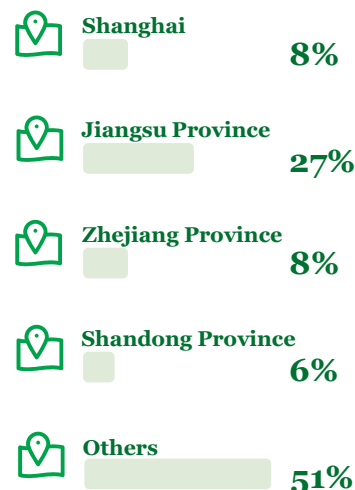 Shanghai
8%
Jiangsu Province
27%
Zhejiang Province
8%
Shandong Province
6%
Others
51%